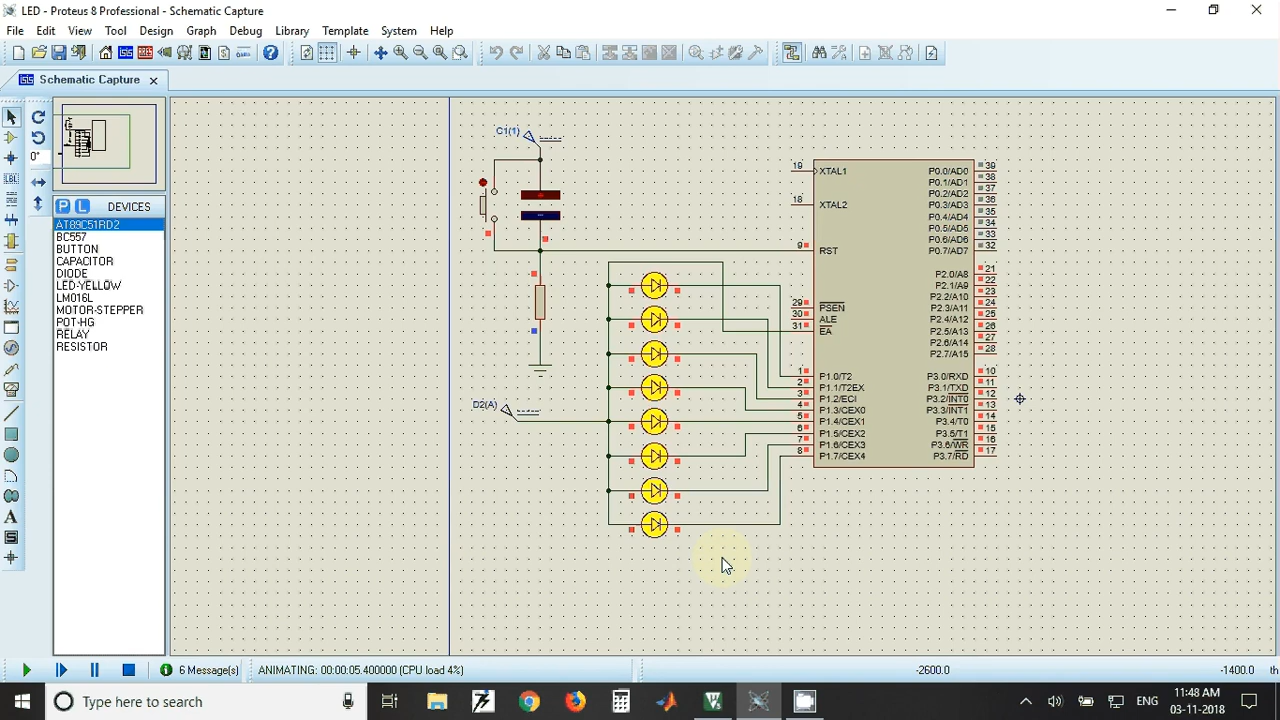 LED - Proteus 8 Professional - Schematic Capture
File Edit View Tool Design Graph Debug Library Template System Help
Schematic Capture
0°
LBL
P L DEVICES
AT89C51RD2
BC557
BUTTON
CAPACITOR
DIODE
LED-YELLOW
LM016L
MOTOR-STEPPER
POT-HG
RELAY
RESISTOR
A
C1(1)
D2(A)
19 XTAL1
18 XTAL2
9 RST
29 PSEN
30 ALE
31 EA
1 P1.0/T2
2 P1.1/T2EX
3 P1.2/ECI
4 P1.3/CEX0
5 P1.4/CEX1
6 P1.5/CEX2
7 P1.6/CEX3
8 P1.7/CEX4
P0.0/AD0 39
P0.1/AD1 38
P0.2/AD2 37
P0.3/AD3 36
P0.4/AD4 35
P0.5/AD5 34
P0.6/AD6 33
P0.7/AD7 32
P2.0/A8 21
P2.1/A9 22
P2.2/A10 23
P2.3/A11 24
P2.4/A12 25
P2.5/A13 26
P2.6/A14 27
P2.7/A15 28
P3.0/RXD 10
P3.1/TXD 11
P3.2/INT0 12
P3.3/INT1 13
P3.4/T0 14
P3.5/T1 15
P3.6/WR 16
P3.7/RD 17
6 Message(s) ANIMATING: 00:00:05.400000 (CPU load 4%) -2600.0 -1400.0 th
Type here to search
ENG
11:48 AM
03-11-2018